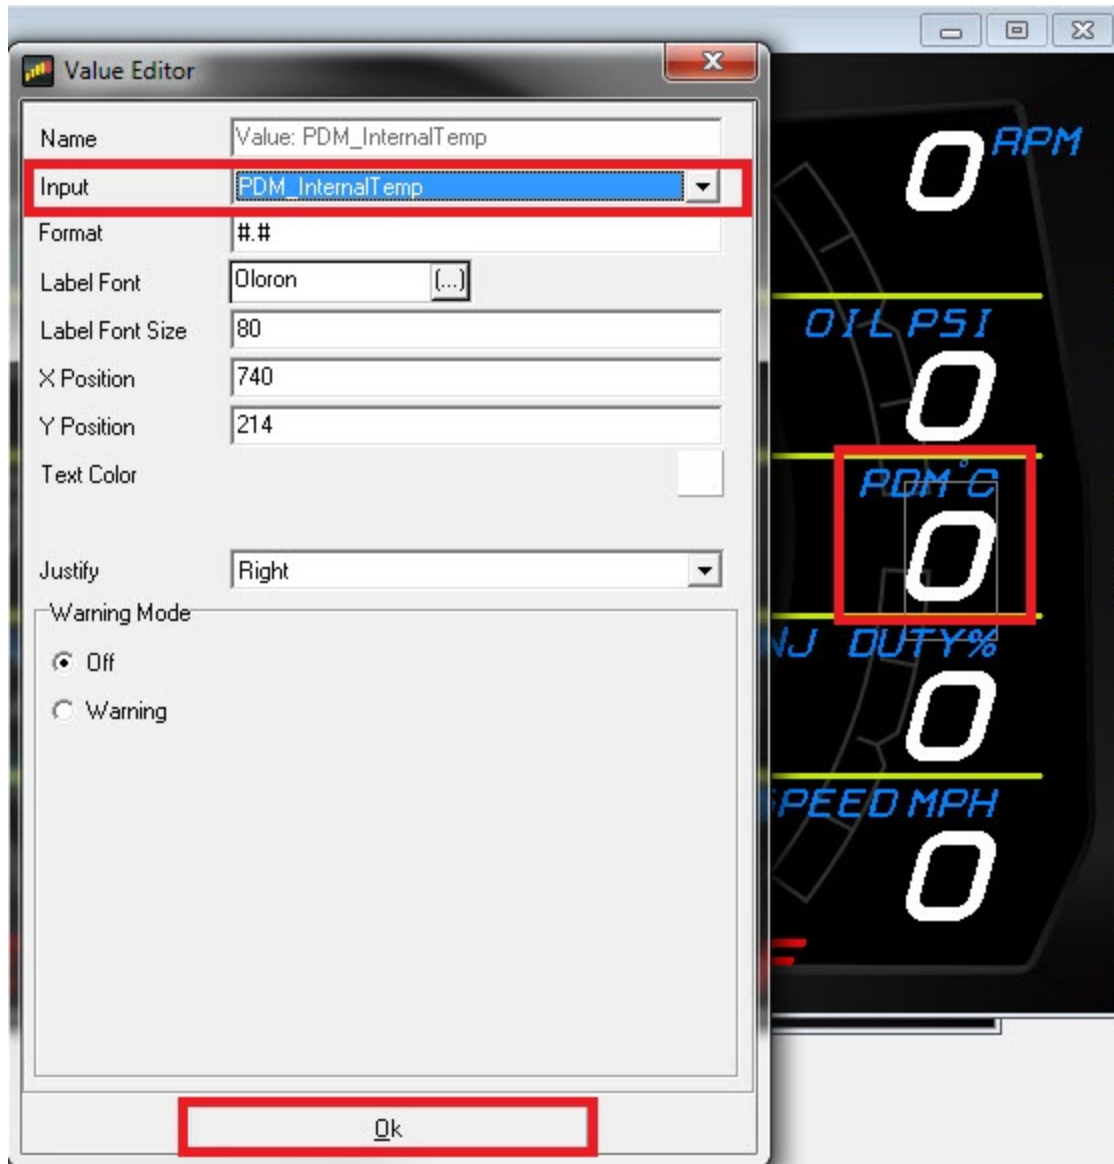 Value Editor
Name
Value: PDM_InternalTemp
Input
PDM_InternalTemp
Format
#.#
Label Font
Oloron
(...)
Label Font Size
80
X Position
740
Y Position
214
Text Color
Justify
Right
Warning Mode
Off
Warning
Ok
0 RPM
OIL PSI
0
PDM°C
0
NJ DUTY%
0
SPEED MPH
0